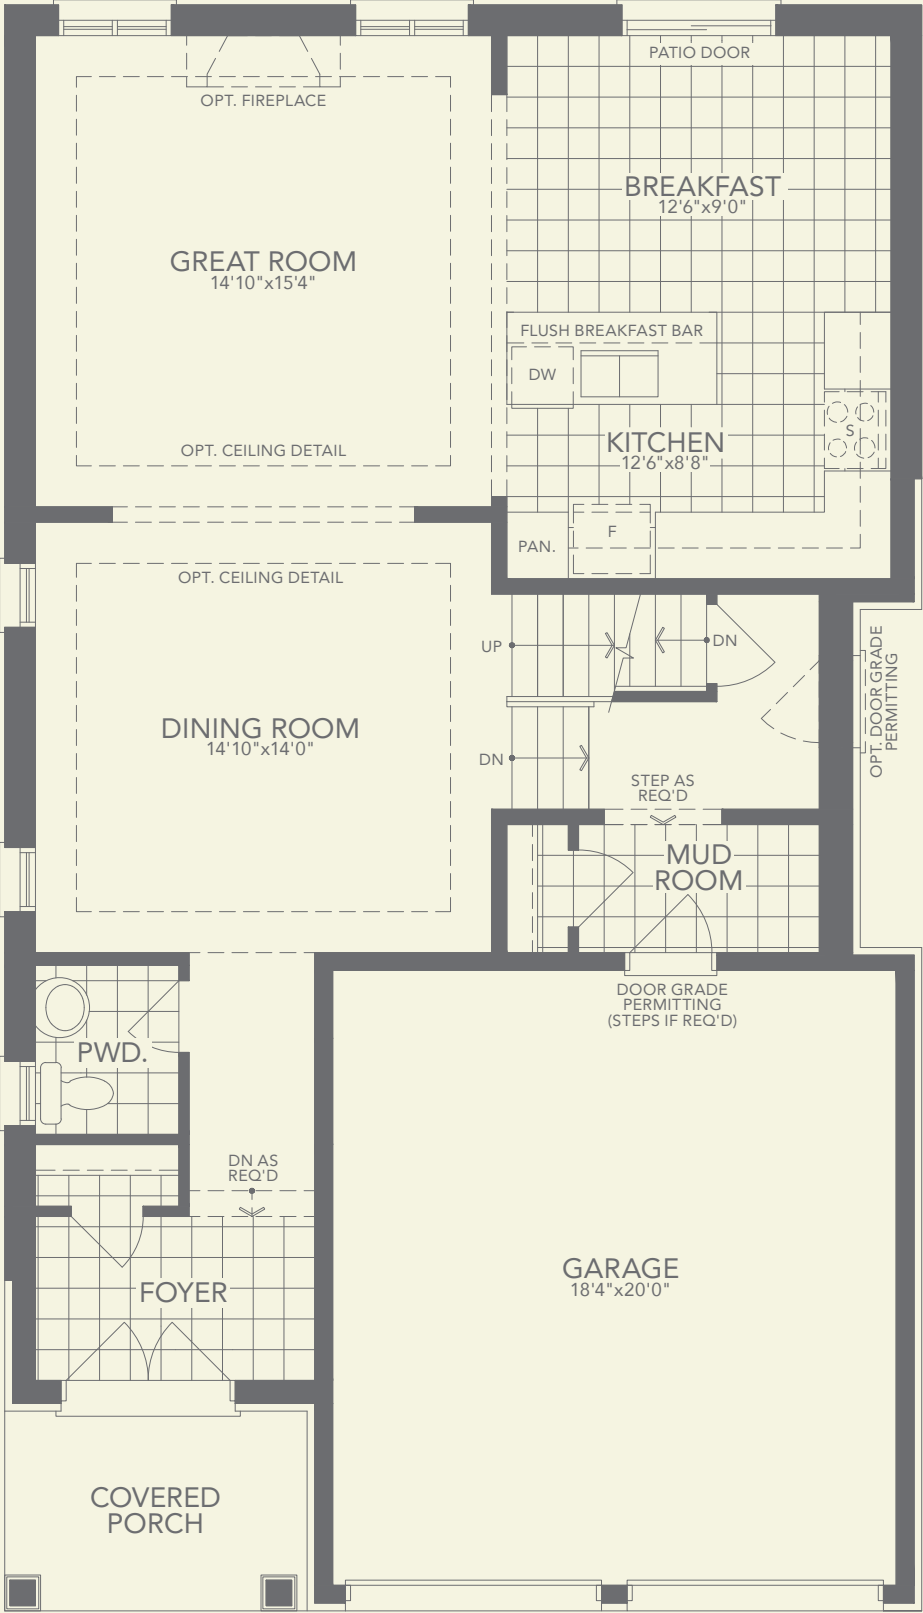 PATIO DOOR
OPT. FIREPLACE
BREAKFAST
12'6"x9'0"
GREAT ROOM
14'10"x15'4"
FLUSH BREAKFAST BAR
DW
S
KITCHEN
12'6"x8'8"
OPT. CEILING DETAIL
F
PAN.
OPT. CEILING DETAIL
UP
DN
OPT. DOOR GRADE
PERMITTING
DINING ROOM
14'10"x14'0"
DN
STEP AS
REQ'D
MUD
ROOM
DOOR GRADE
PERMITTING
(STEPS IF REQ'D)
PWD.
DN AS
REQ'D
GARAGE
18'4"x20'0"
FOYER
COVERED
PORCH